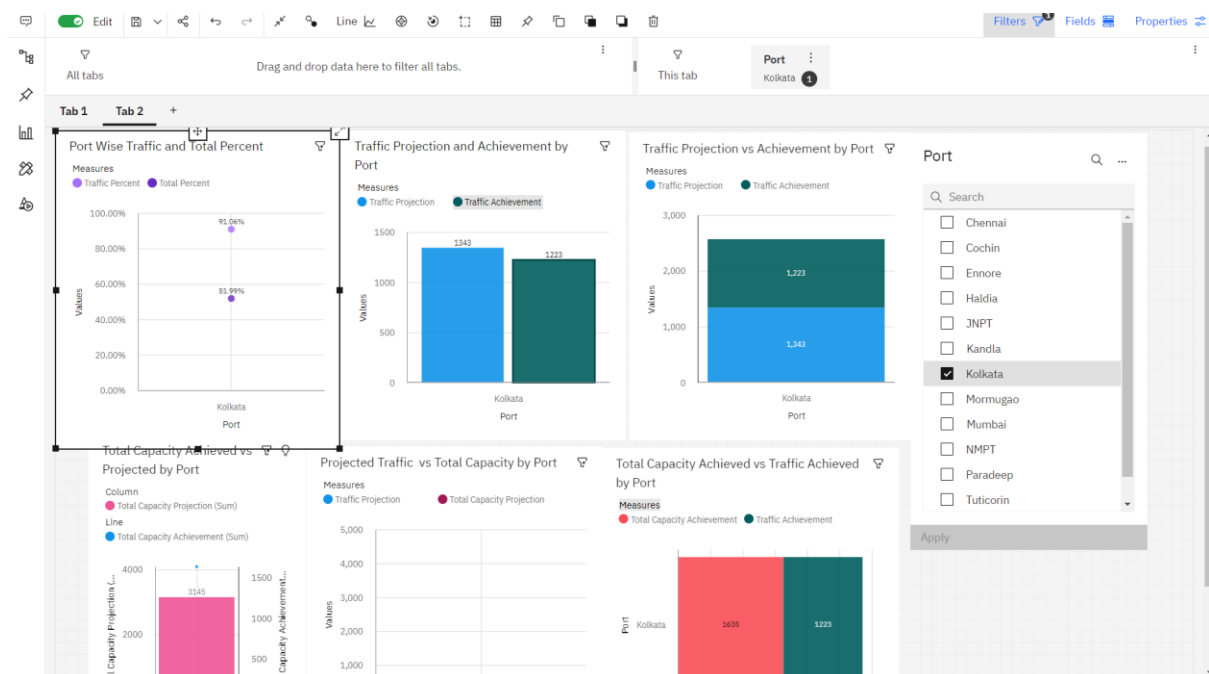 Edit
Line
Filters
1
Fields
Properties
All tabs
Drag and drop data here to filter all tabs.
This tab
Port
Kolkata 1
Tab 1
Tab 2
+
Port Wise Traffic and Total Percent
Measures
Traffic Percent
Total Percent
100.00%
80.00%
60.00%
40.00%
20.00%
0.00%
Values
91.06%
51.99%
Kolkata
Port
Traffic Projection and Achievement by
Port
Measures
Traffic Projection
Traffic Achievement
1500
1000
500
0
Values
1343
1223
Kolkata
Port
Traffic Projection vs Achievement by Port
Measures
Traffic Projection
Traffic Achievement
3,000
2,000
1,000
0
Values
1,223
1,343
Kolkata
Port
Port
Search
Chennai
Cochin
Ennore
Haldia
JNPT
Kandla
Kolkata
Mormugao
Mumbai
NMPT
Paradeep
Tuticorin
Apply
Total Capacity Achieved vs
Projected by Port
Column
Total Capacity Projection (Sum)
Line
Total Capacity Achievement (Sum)
4000
2000
Capacity Projection (...
3145
1500
1000
500
Capacity Achievement...
Projected Traffic vs Total Capacity by Port
Measures
Traffic Projection
Total Capacity Projection
5,000
4,000
3,000
2,000
1,000
Values
Total Capacity Achieved vs Traffic Achieved
by Port
Measures
Total Capacity Achievement
Traffic Achievement
Port
Kolkata
1635
1223